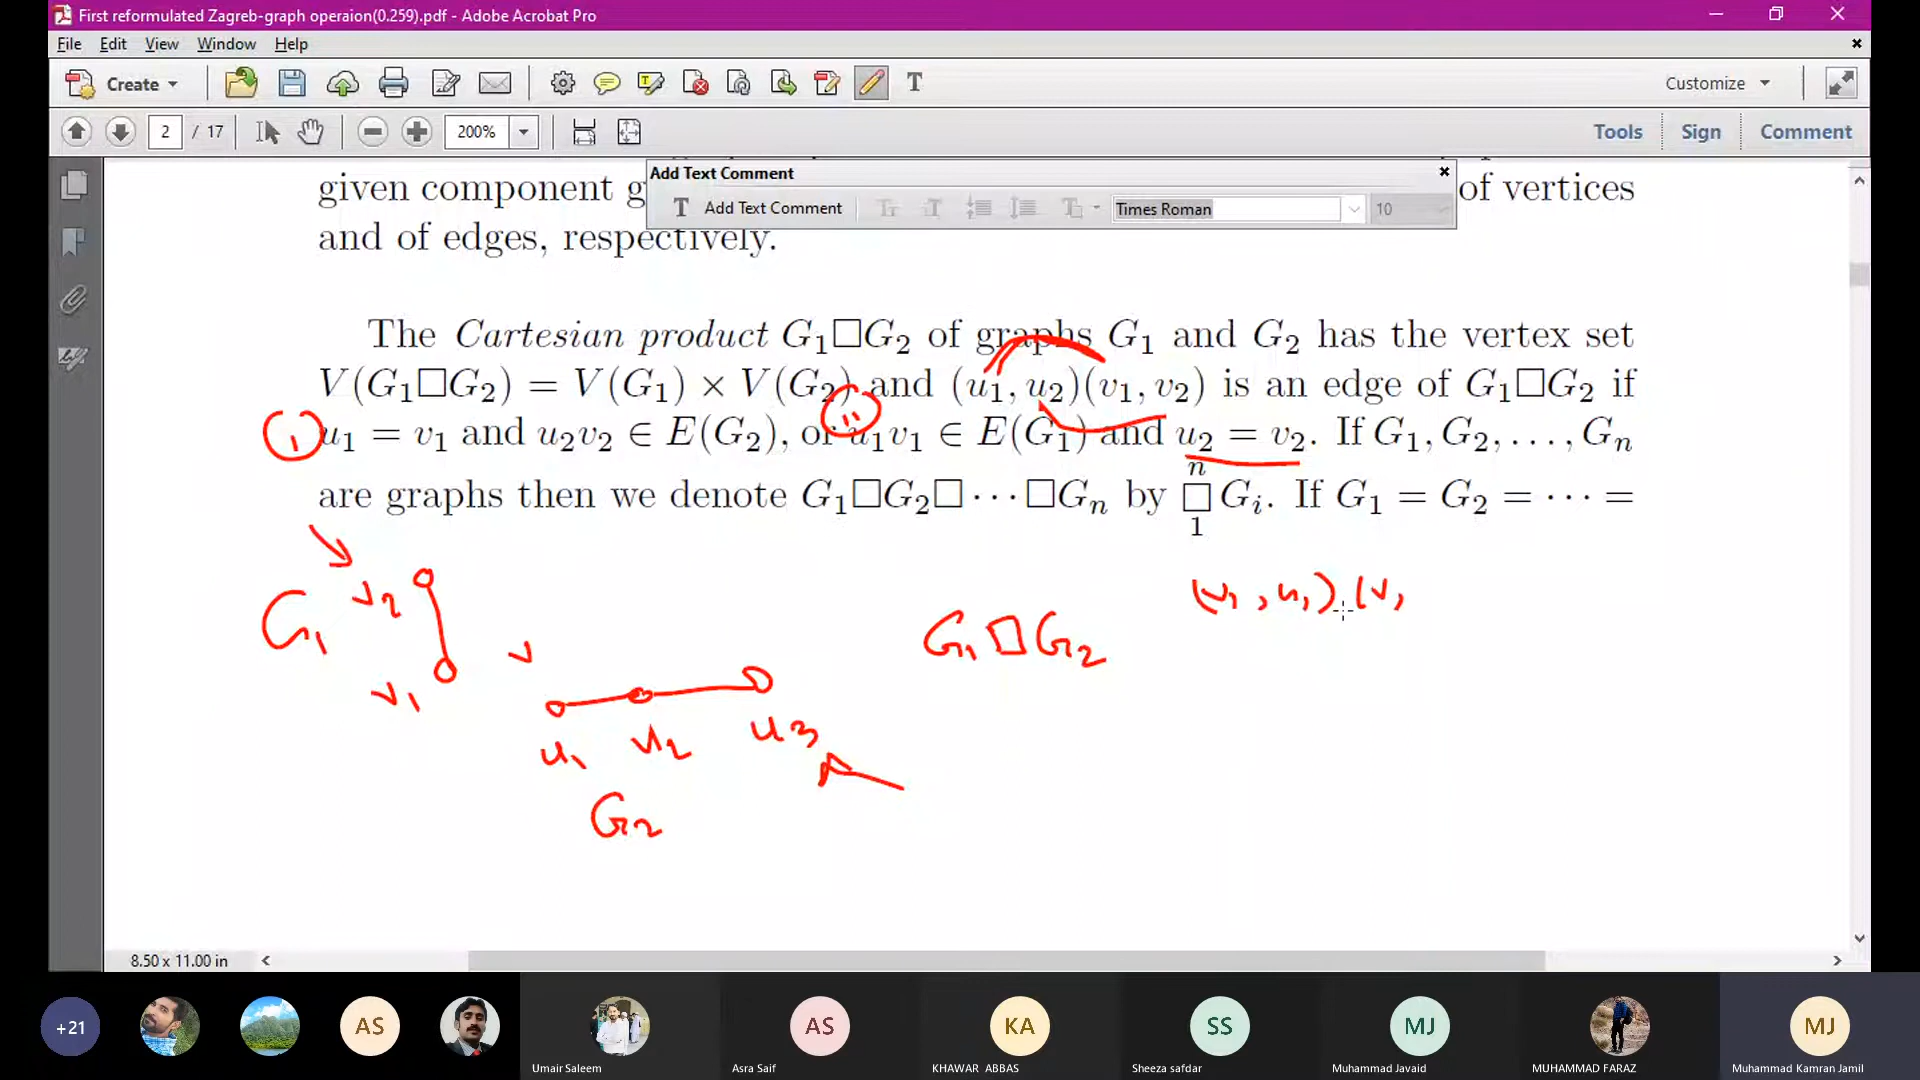 First reformulated Zagreb-graph operaion(0.259).pdf - Adobe Acrobat Pro
File Edit View Window Help
Create Customize
2 / 17 200% Tools Sign Comment
Add Text Comment
Add Text Comment Times Roman 10
given component g of vertices
and of edges, respectively.
The Cartesian product G₁□G₂ of graphs G₁ and G₂ has the vertex set
V(G₁□G₂) = V(G₁) × V(G₂) and (u₁, u₂)(v₁, v₂) is an edge of G₁□G₂ if
u₁ = v₁ and u₂v₂ ∈ E(G₂), or u₁v₁ ∈ E(G₁) and u₂ = v₂. If G₁, G₂, . . . , Gₙ
are graphs then we denote G₁□G₂□ · · · □Gₙ by n □ 1 Gᵢ. If G₁ = G₂ = · · · =
(v₁, u₁) (v,
G₁ v₂
G₁ □ G₂
v
v₁
u₁ u₂ u₃
G₂
8.50 x 11.00 in
+21 AS AS KA SS MJ MJ
Umair Saleem Asra Saif KHAWAR ABBAS Sheeza safdar Muhammad Javaid MUHAMMAD FARAZ Muhammad Kamran Jamil